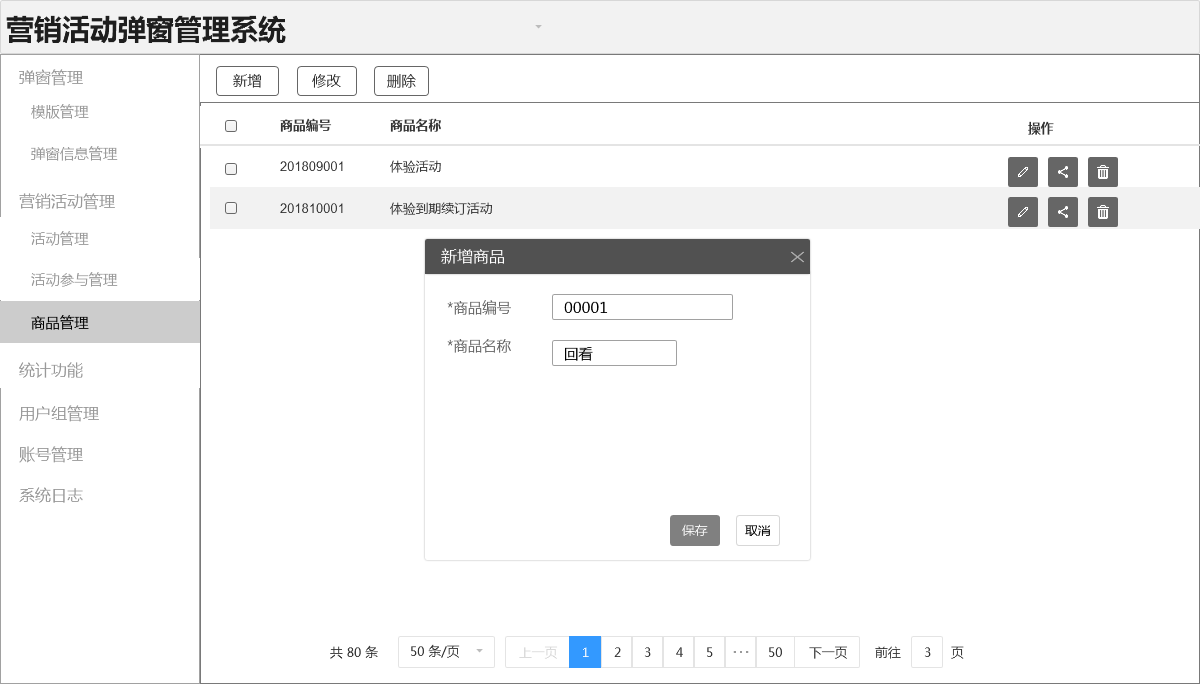 营销活动弹窗管理系统
弹窗管理
模版管理
弹窗信息管理
营销活动管理
活动管理
活动参与管理
商品管理
统计功能
用户组管理
账号管理
系统日志
新增 修改 删除
商品编号 商品名称 操作
201809001 体验活动
201810001 体验到期续订活动
新增商品
*商品编号 00001
*商品名称 回看
保存 取消
共 80 条 50 条/页 上一页 1 2 3 4 5 ··· 50 下一页 前往 3 页